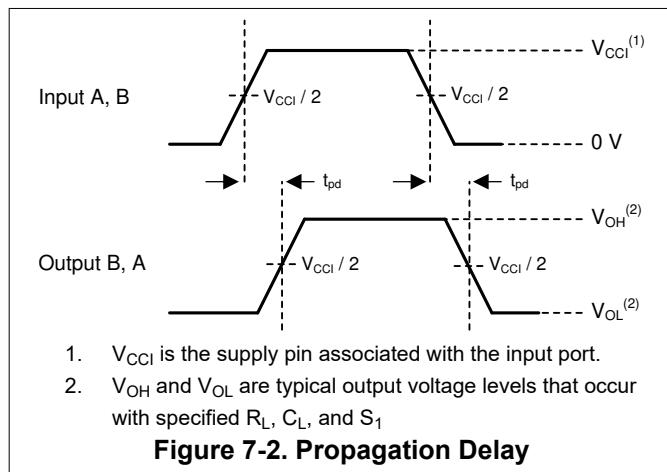 V_CCI^(1)
Input A, B
V_CCI / 2
V_CCI / 2
0 V
t_pd
t_pd
V_OH^(2)
Output B, A
V_CCI / 2
V_CCI / 2
V_OL^(2)
1. V_CCI is the supply pin associated with the input port.
2. V_OH and V_OL are typical output voltage levels that occur
with specified R_L, C_L, and S_1
Figure 7-2. Propagation Delay